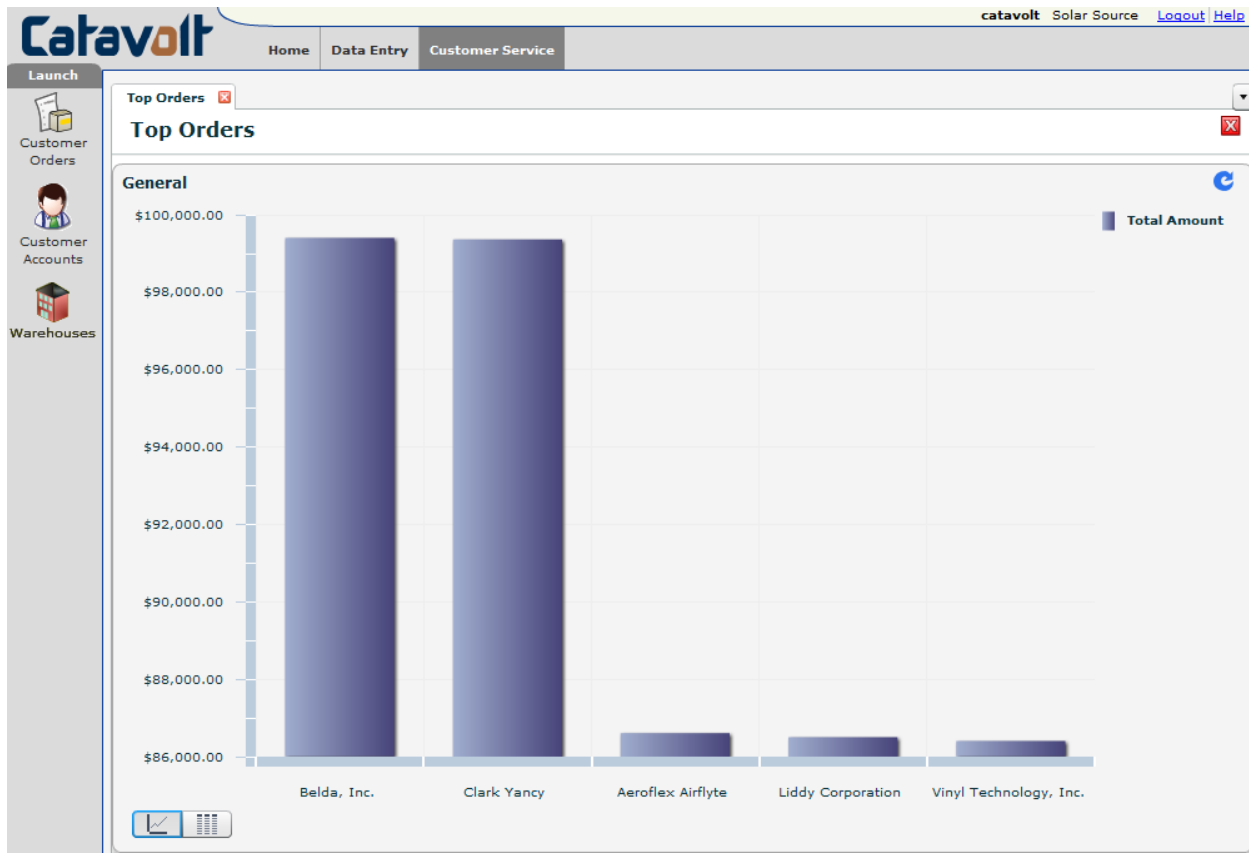 catavolt Solar Source Logout Help
Catavolt
Home Data Entry Customer Service
Launch
Customer
Orders
Customer
Accounts
Warehouses
Top Orders
Top Orders
General
$100,000.00
$98,000.00
$96,000.00
$94,000.00
$92,000.00
$90,000.00
$88,000.00
$86,000.00
Belda, Inc. Clark Yancy Aeroflex Airflyte Liddy Corporation Vinyl Technology, Inc.
Total Amount